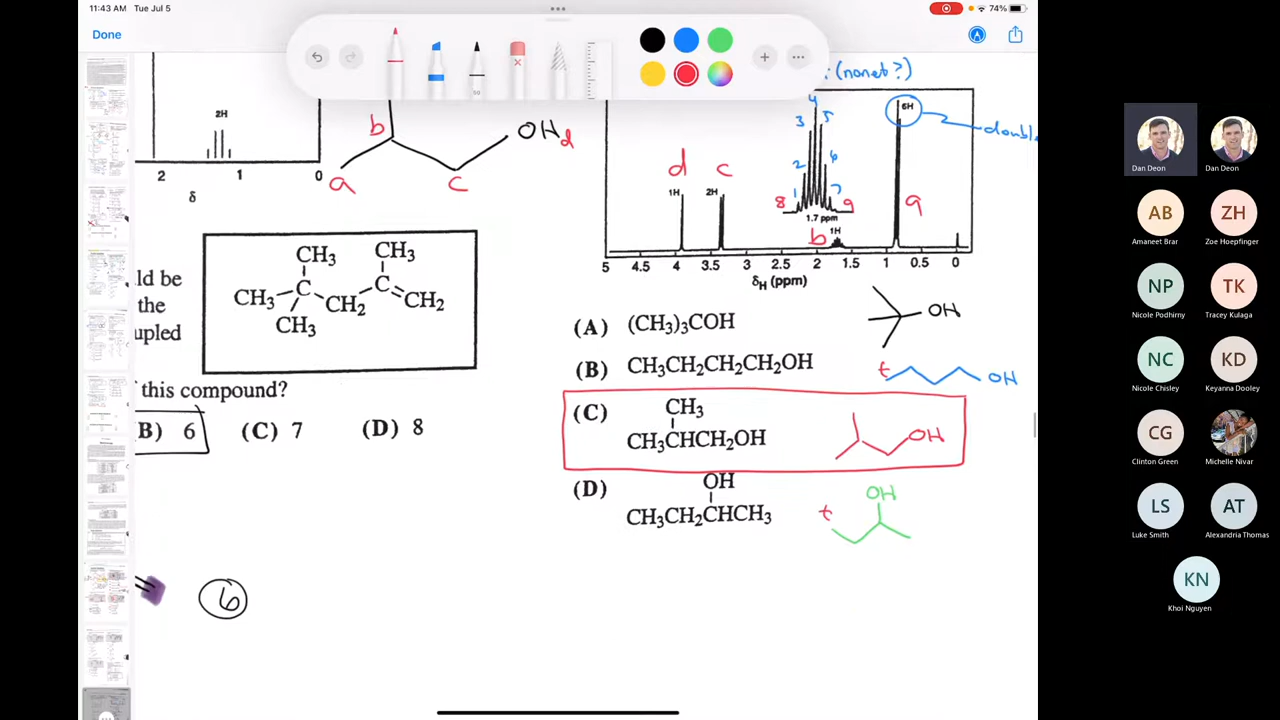 11:43 AM Tue Jul 5
74%
Done
: (nonet?)
2H
2
1
0
δ
b
a
c
OH d
4
3
5
2
6
1
7
8
9
1.7 ppm
6H
d
c
1H
2H
b
1H
a
5
4.5
4
3.5
3
2.5
2
1.5
1
0.5
0
δH (ppm)
ld be
the
upled
CH3 CH3
CH3–C C
CH2 CH2
CH3
this compound?
B) 6
(C) 7
(D) 8
6
(A) (CH3)3COH
OH
(B) CH3CH2CH2CH2OH
t
OH
(C)
CH3
CH3CHCH2OH
OH
(D)
OH
CH3CH2CHCH3
t
OH
Dan Deon
Dan Deon
AB
Amaneet Brar
ZH
Zoe Hoepfinger
NP
Nicole Podhirny
TK
Tracey Kulaga
NC
Nicole Chisley
KD
Keyanna Dooley
CG
Clinton Green
Michelle Nivar
LS
Luke Smith
AT
Alexandria Thomas
KN
Khoi Nguyen